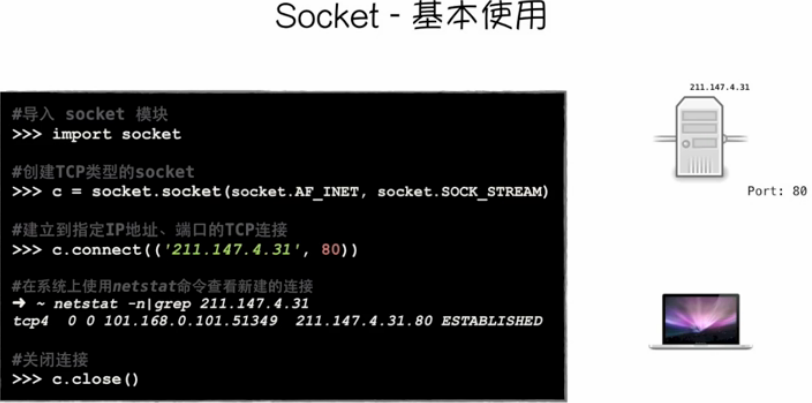 Socket - 基本使用
#导入 socket 模块
>>> import socket
#创建TCP类型的socket
>>> c = socket.socket(socket.AF_INET, socket.SOCK_STREAM)
#建立到指定IP地址、端口的TCP连接
>>> c.connect(('211.147.4.31', 80))
#在系统上使用netstat命令查看新建的连接
➜ ~ netstat -n|grep 211.147.4.31
tcp4 0 0 101.168.0.101.51349 211.147.4.31.80 ESTABLISHED
#关闭连接
>>> c.close()
211.147.4.31
Port: 80